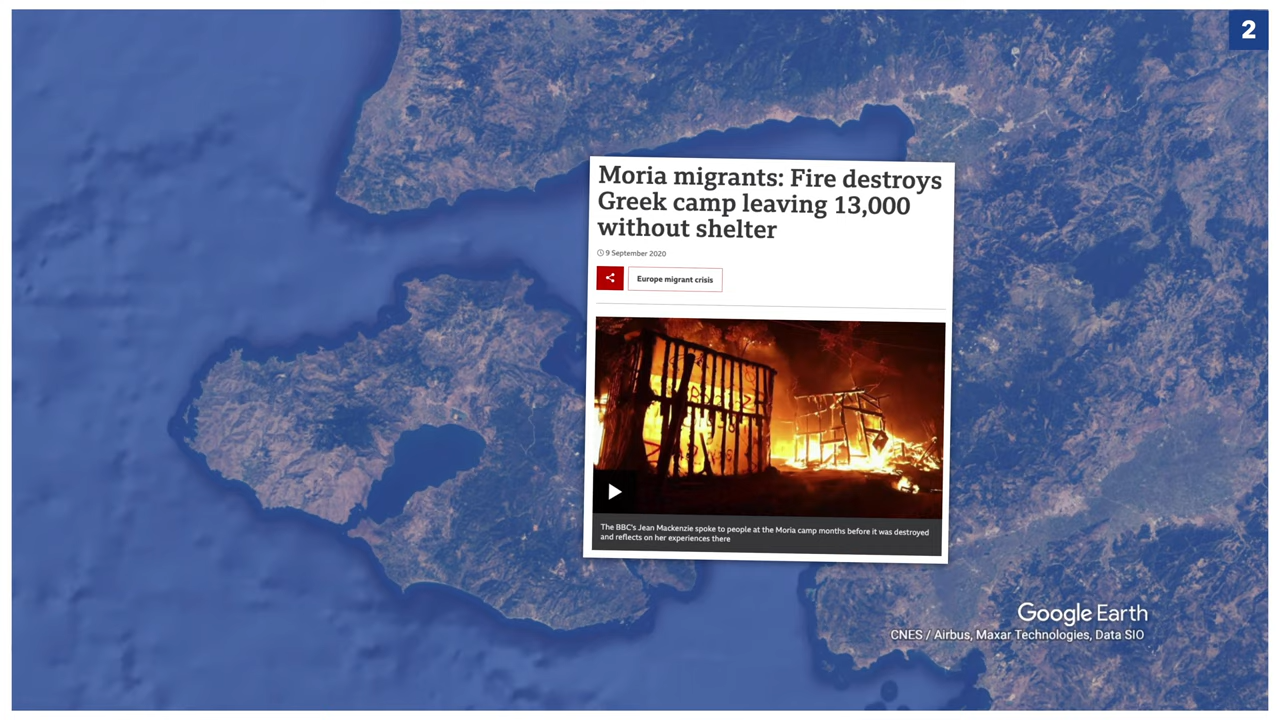 2
Moria migrants: Fire destroys
Greek camp leaving 13,000
without shelter
9 September 2020
Europe migrant crisis
The BBC's Jean Mackenzie spoke to people at the Moria camp months before it was destroyed
and reflects on her experiences there
Google Earth
CNES / Airbus, Maxar Technologies, Data SIO